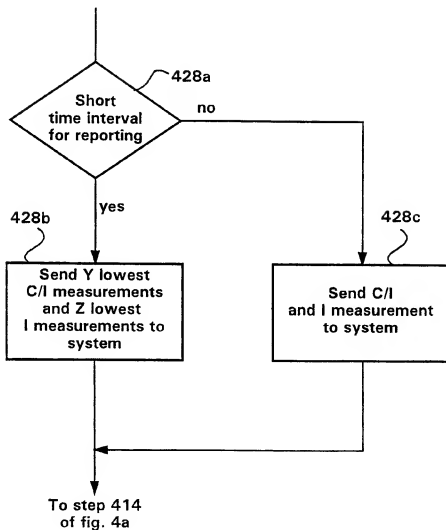 428a
Short
time interval
for reporting
no
yes
428b
Send Y lowest
C/I measurements
and Z lowest
I measurements to
system
428c
Send C/I
and I measurement
to system
To step 414
of fig. 4a